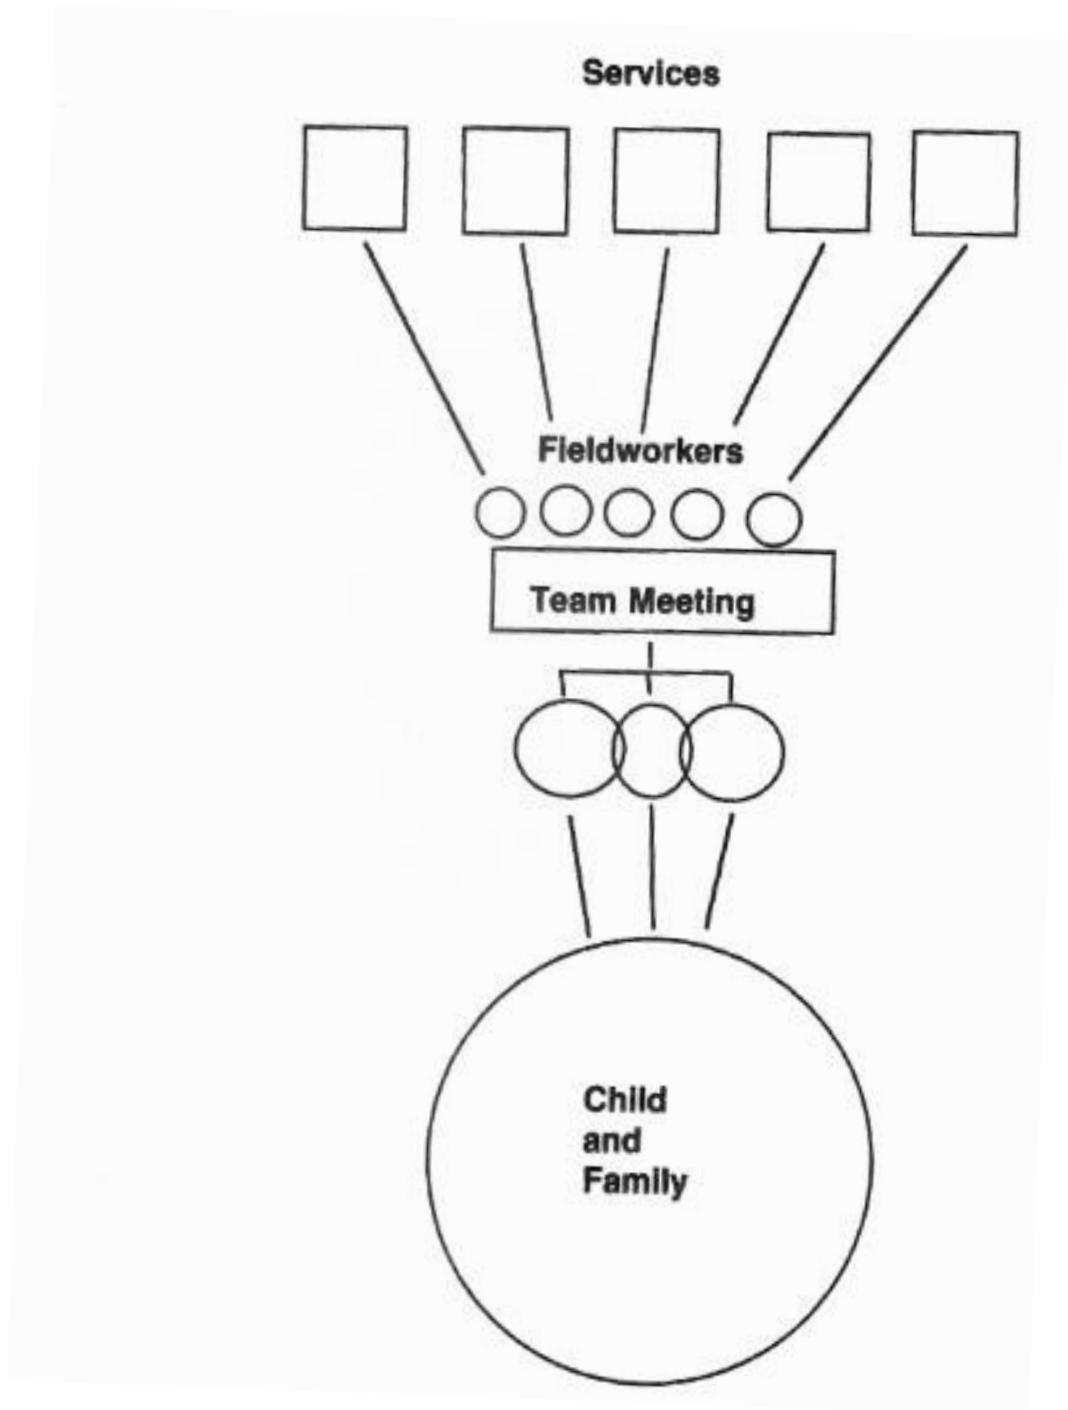 Services
Fieldworkers
Team Meeting
Child
and
Family